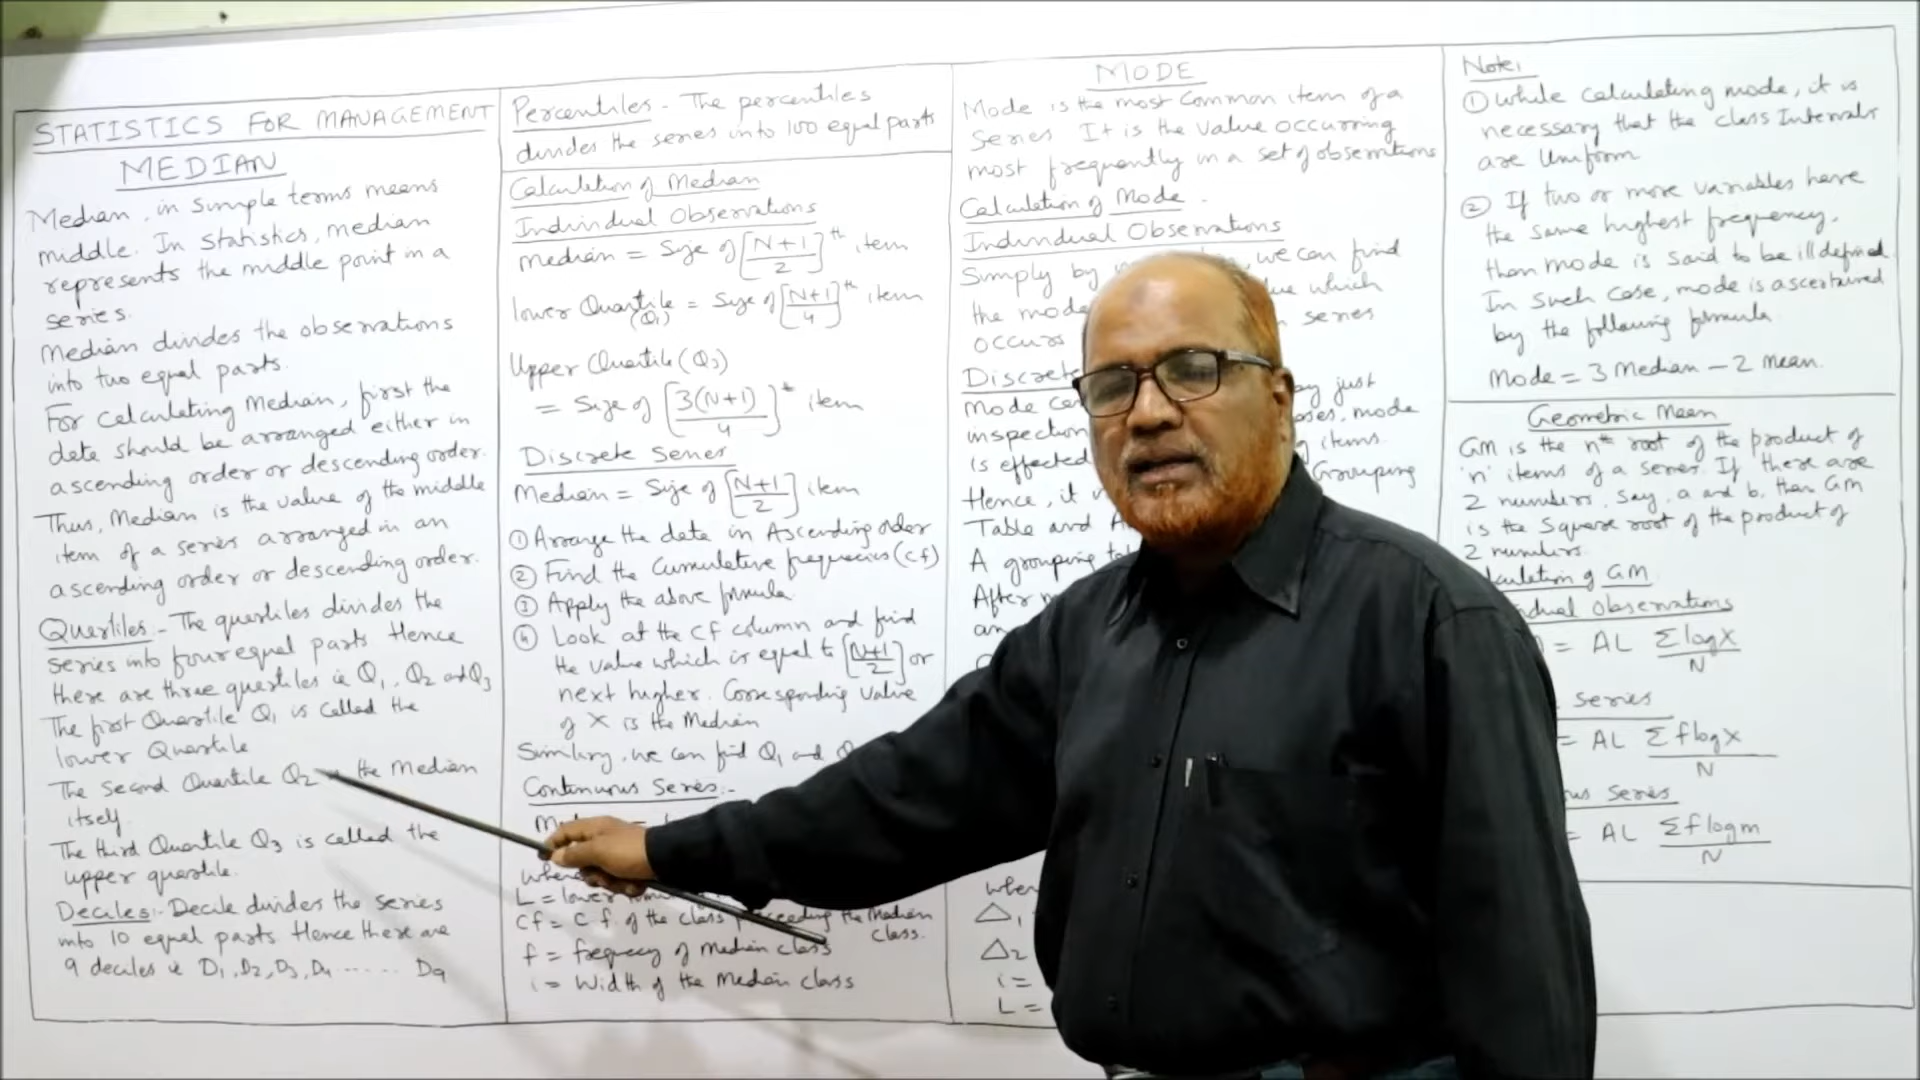 STATISTICS FOR MANAGEMENT
MEDIAN
Median, in simple terms means
middle. In Statistics, median
represents the middle point in a
series.
Median divides the observations
into two equal parts.
For calculating Median, first the
data should be arranged either in
ascending order or descending order.
Thus, Median is the value of the middle
item of a series arranged in an
ascending order or descending order.
Quartiles:- The quartiles divides the
series into four equal parts Hence
there are three quartiles ie Q1, Q2 and Q3
The first Quartile Q1 is called the
lower Quartile
The second Quartile Q2 the Median
itself.
The third Quartile Q3 is called the
upper quartile.
Deciles:- Decile divides the series
into 10 equal parts Hence there are
9 deciles ie D1, D2, D3, D4 ...... D9
Percentiles - The percentiles
divides the series into 100 equal parts
Calculation of Median
Individual Observations
Median = Size of [N+1/2]th item
lower Quartile (Q1) = Size of [N+1/4]th item
Upper Quartile (Q3)
= Size of [3(N+1)/4] item
Discrete Series
Median = Size of [N+1/2] item
① Arrange the data in Ascending order
② Find the Cumulative frequencies (cf)
③ Apply the above formula.
④ Look at the cf column and find
the value which is equal to [N+1/2] or
next higher. Corresponding value
of X is the Median
Similarly, we can find Q1 and
Continuous Series:-
L = lower
cf = c.f. of the class preceeding the Median class.
f = frequency of median class
i = Width of the Median class
MODE
Mode is the most common item of a
series It is the value occurring
most frequently in a set of observations
Calculation of Mode.
Individual Observations
Simply by we can find
the mode which
occurs series
Discrete
Mode by just
inspection mode
is effected items.
Hence, it Grouping
Table and
A grouping
After
an
△1
△2
i =
L =
Note:
① While calculating mode, it is
necessary that the class Intervals
are Uniform
② If two or more variables have
the same highest frequency,
then mode is said to be ill defined.
In such case, mode is ascertained
by the following formula
Mode = 3 Median - 2 mean.
Geometric Mean
GM is the nth root of the product of
'n' items of a series. If there are
2 numbers, say, a and b, then GM
is the square root of the product of
2 numbers.
of GM
Observations
= AL Σlogx/N
series
= AL Σflogx/N
series
= AL Σflogm/N